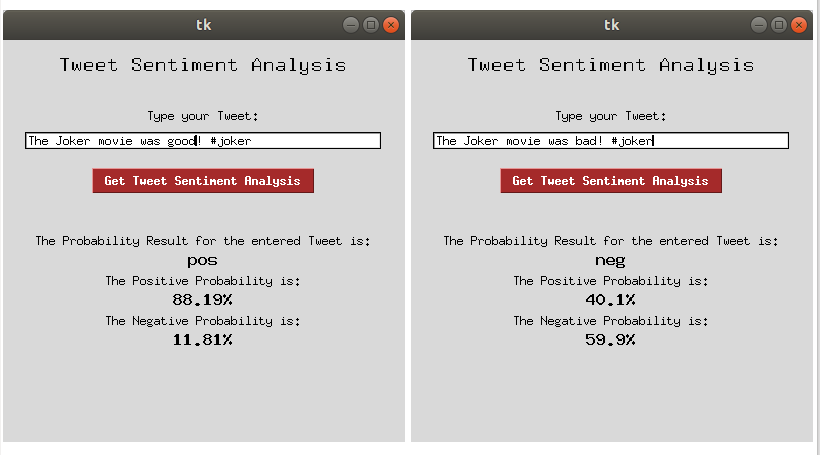 tk
Tweet Sentiment Analysis
Type your Tweet:
The Joker movie was good! #joker
Get Tweet Sentiment Analysis
The Probability Result for the entered Tweet is:
pos
The Positive Probability is:
88.19%
The Negative Probability is:
11.81%
tk
Tweet Sentiment Analysis
Type your Tweet:
The Joker movie was bad! #joker
Get Tweet Sentiment Analysis
The Probability Result for the entered Tweet is:
neg
The Positive Probability is:
40.1%
The Negative Probability is:
59.9%